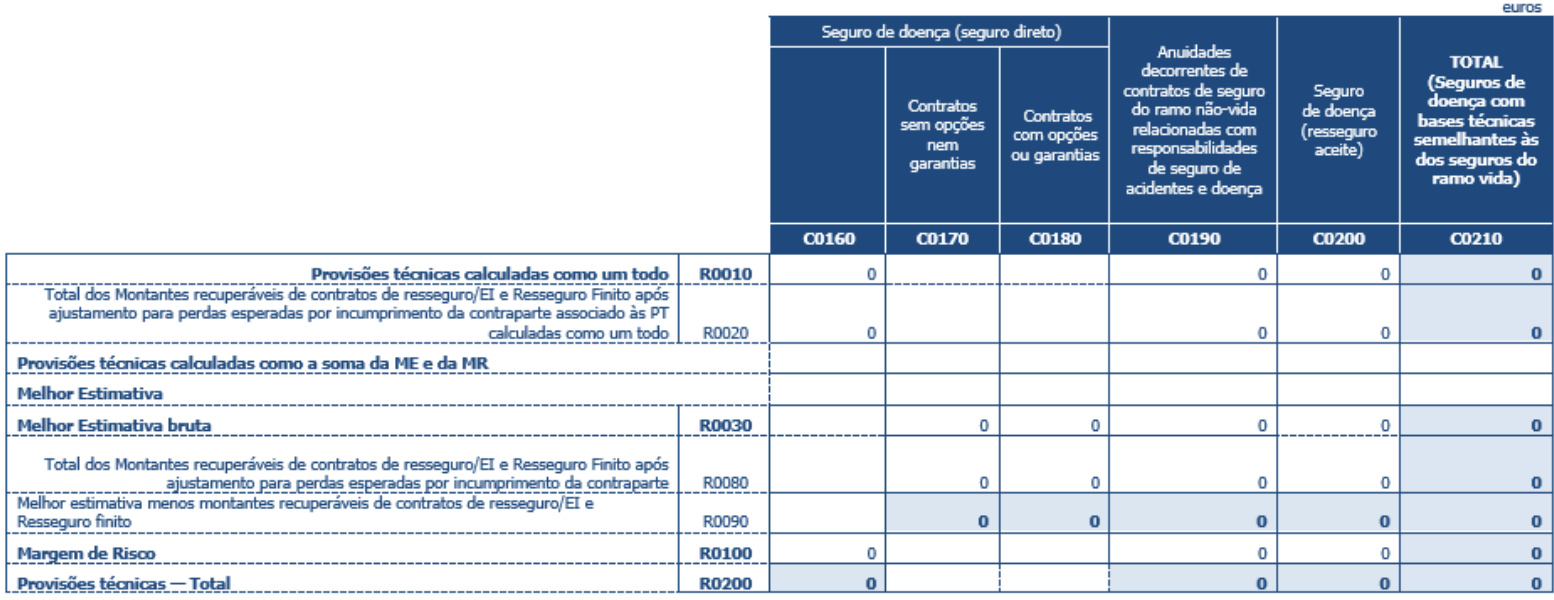 euros
Seguro de doença (seguro direto)
Contratos
sem opções
nem
garantias
Contratos
com opções
ou garantias
Anuidades
decorrentes de
contratos de seguro
do ramo não-vida
relacionadas com
responsabilidades
de seguro de
acidentes e doença
Seguro
de doença
(resseguro
aceite)
TOTAL
(Seguros de
doença com
bases técnicas
semelhantes às
dos seguros do
ramo vida)
C0160 C0170 C0180 C0190 C0200 C0210
Provisões técnicas calculadas como um todo R0010 0 0 0 0
Total dos Montantes recuperáveis de contratos de resseguro/EI e Resseguro Finito após
ajustamento para perdas esperadas por incumprimento da contraparte associado às PT
calculadas como um todo R0020 0 0 0 0
Provisões técnicas calculadas como a soma da ME e da MR
Melhor Estimativa
Melhor Estimativa bruta R0030 0 0 0 0 0
Total dos Montantes recuperáveis de contratos de resseguro/EI e Resseguro Finito após
ajustamento para perdas esperadas por incumprimento da contraparte R0080 0 0 0 0 0
Melhor estimativa menos montantes recuperáveis de contratos de resseguro/EI e
Resseguro finito R0090 0 0 0 0 0
Margem de Risco R0100 0 0 0 0
Provisões técnicas — Total R0200 0 0 0 0